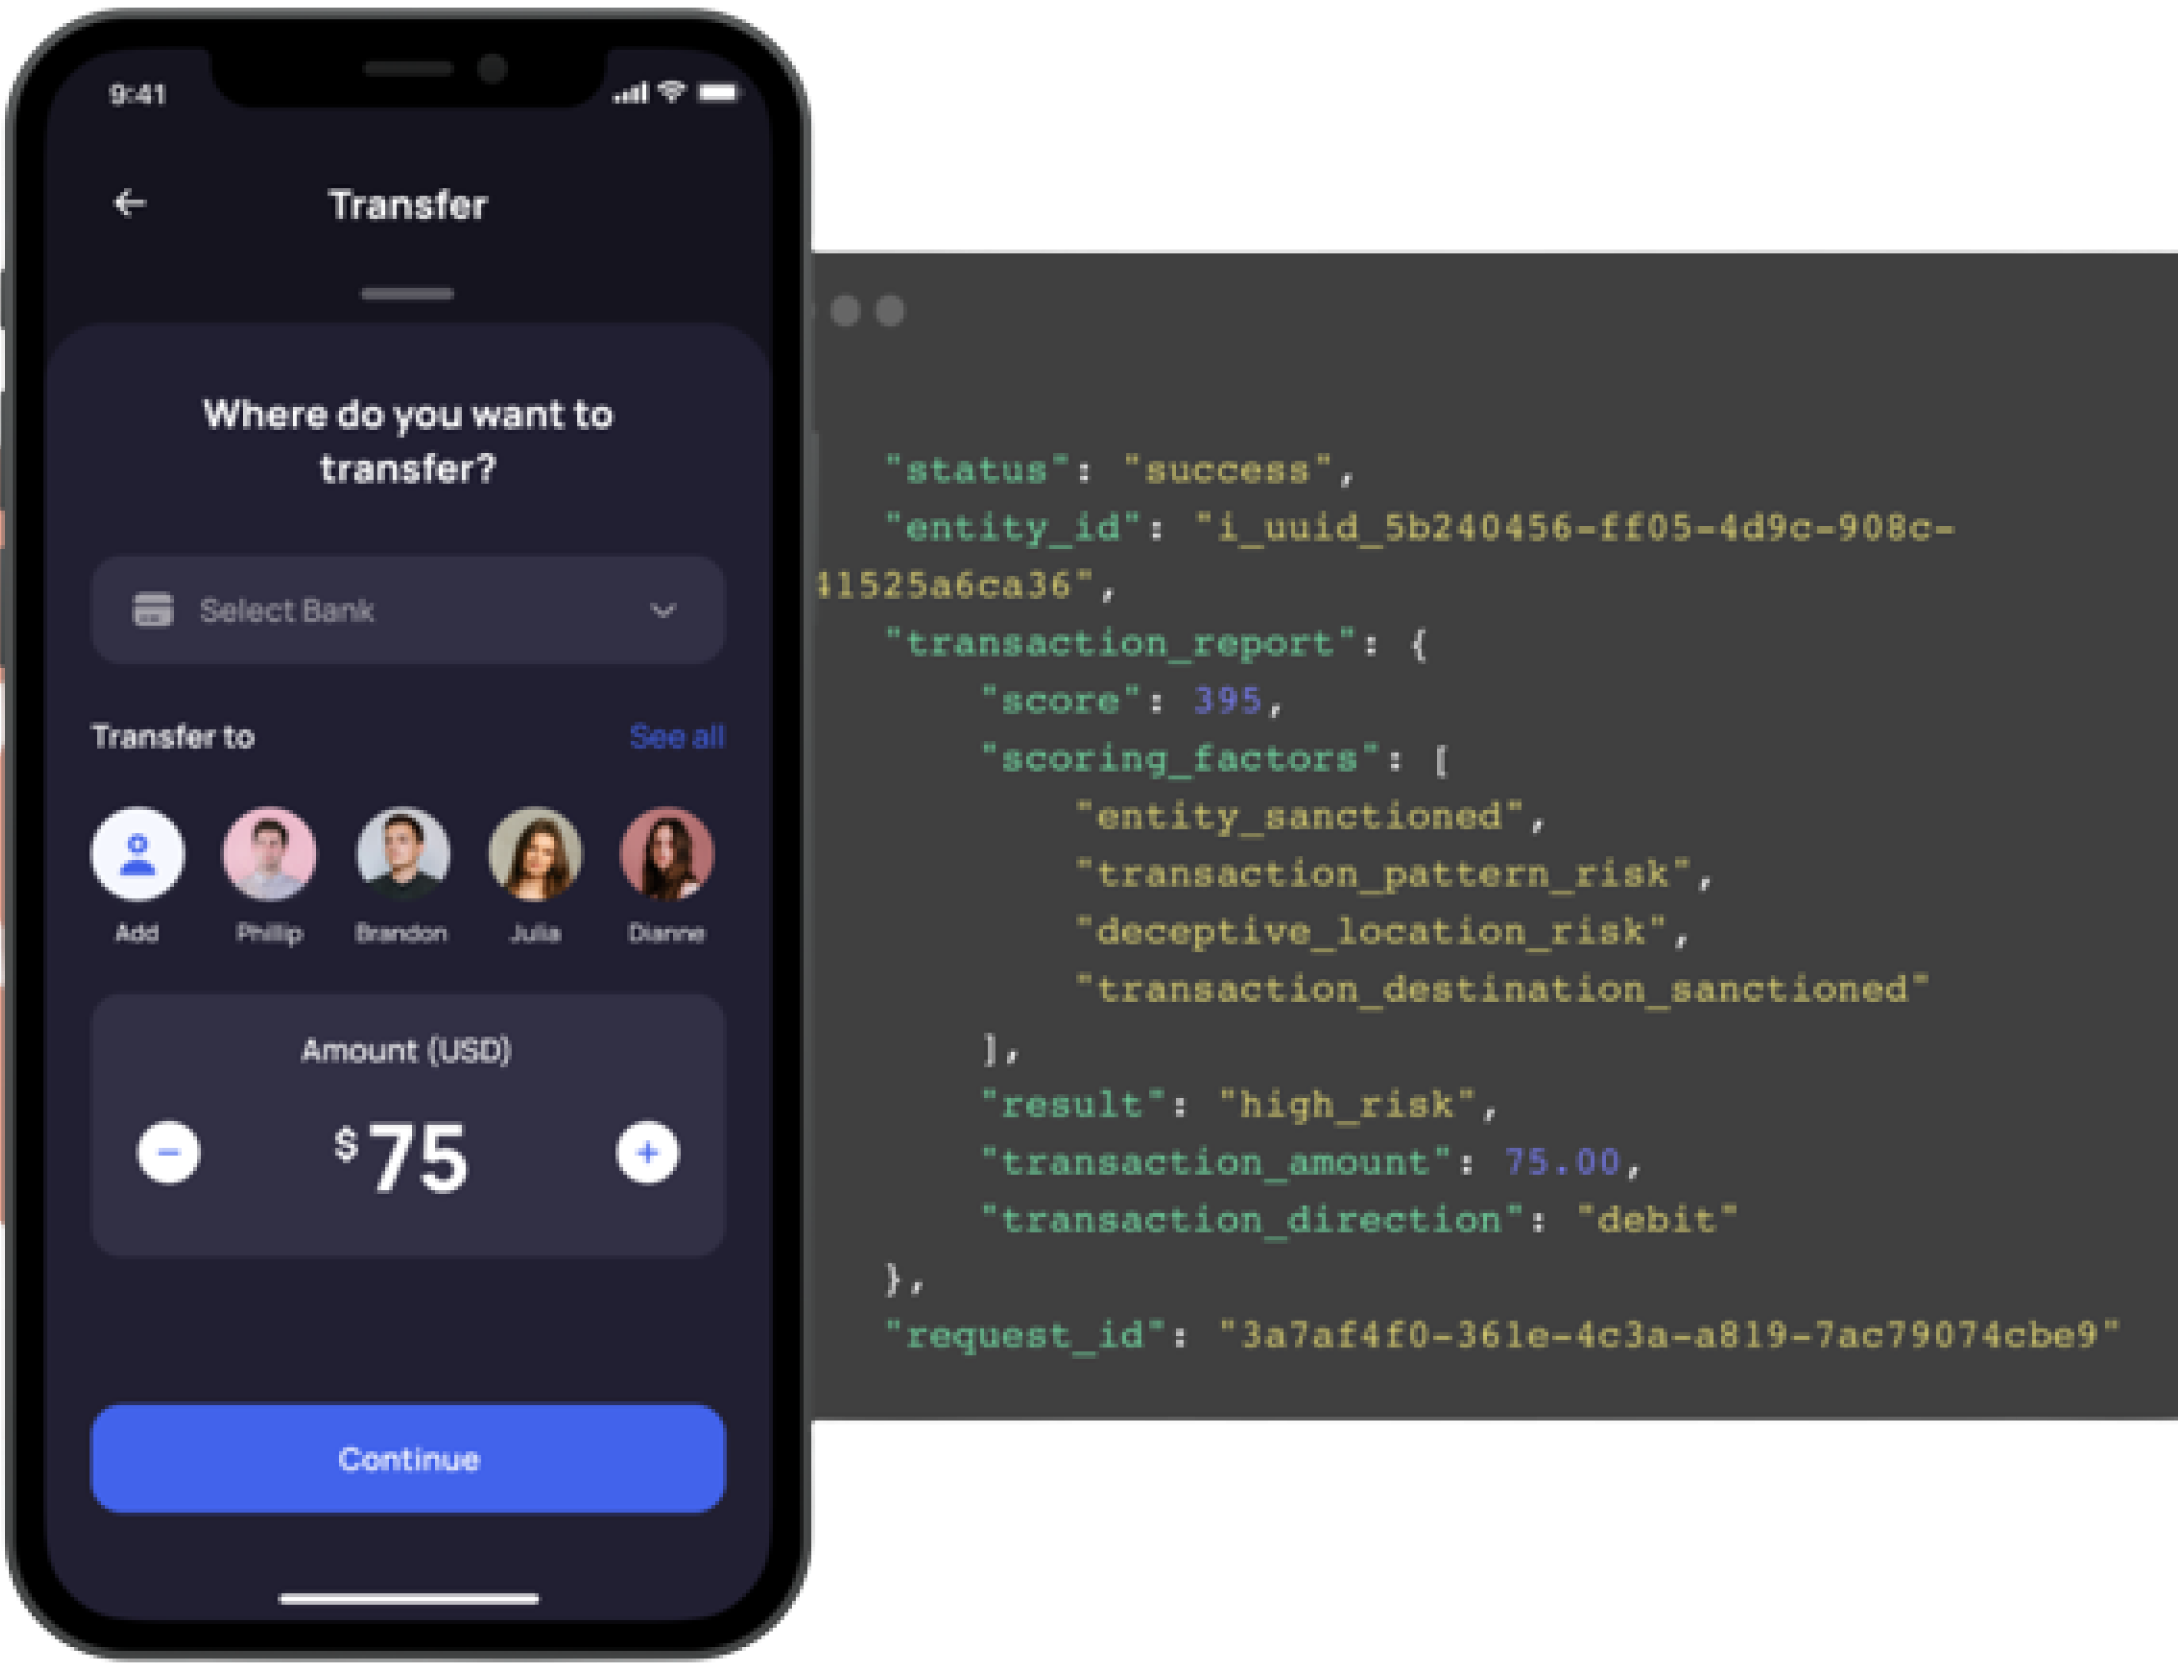 9:41
Transfer
Where do you want to
transfer?
Select Bank
Transfer to
See all
Add
Phillip
Brandon
Julia
Dianne
Amount (USD)
$75
Continue
"status": "success",
"entity_id": "i_uuid_5b240456-ff05-4d9c-908c-
41525a6ca36",
"transaction_report": {
"score": 395,
"scoring_factors": [
"entity_sanctioned",
"transaction_pattern_risk",
"deceptive_location_risk",
"transaction_destination_sanctioned"
],
"result": "high_risk",
"transaction_amount": 75.00,
"transaction_direction": "debit"
},
"request_id": "3a7af4f0-361e-4c3a-a819-7ac79074cbe9"